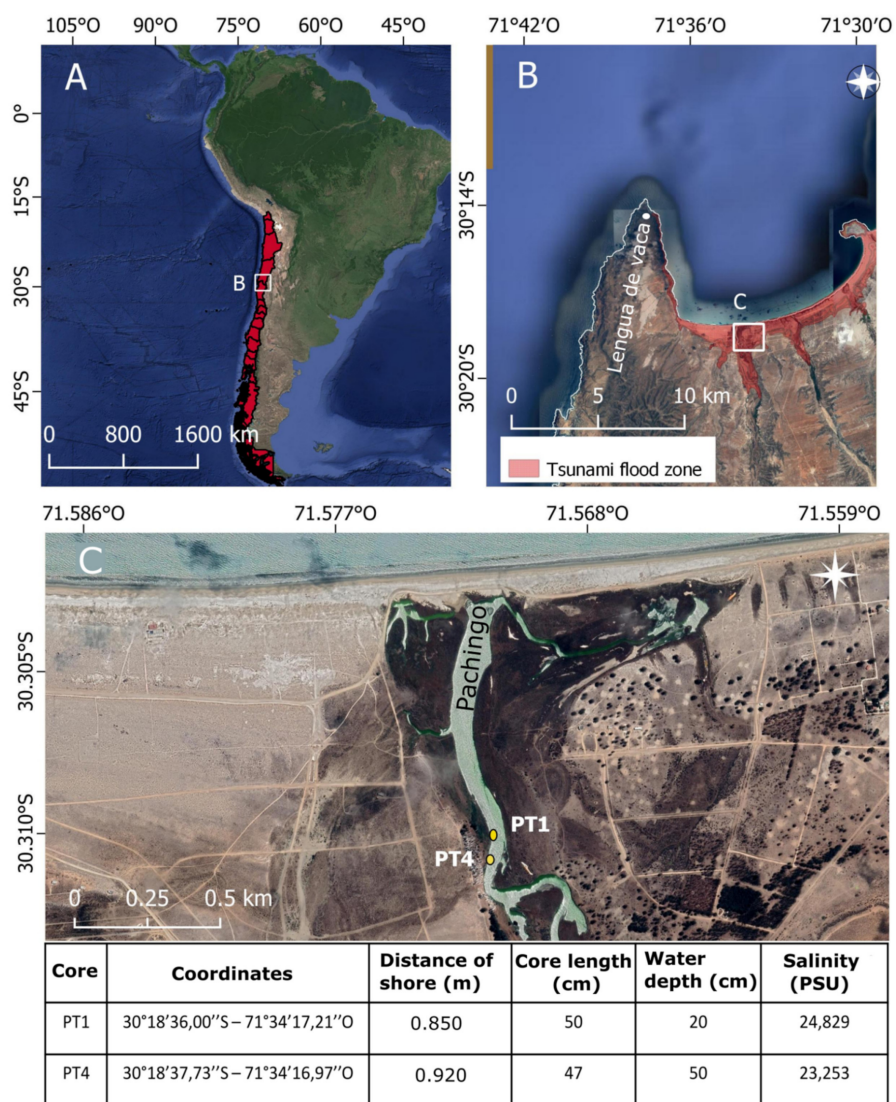 105°O 90°O 75°O 60°O 45°O
71°42'O 71°36'O 71°30'O
A
0°
15°S
30°S
45°S
B
0 800 1600 km
B
30°14'S
30°20'S
Lengua de vaca
C
0 5 10 km
Tsunami flood zone
71.586°O 71.577°O 71.568°O 71.559°O
C
30.305°S
30.310°S
Pachingo
PT1
PT4
0 0.25 0.5 km
Core Coordinates Distance of shore (m) Core length (cm) Water depth (cm) Salinity (PSU)
PT1 30°18’36,00’’S – 71°34’17,21’’O 0.850 50 20 24,829
PT4 30°18’37,73’’S – 71°34’16,97’’O 0.920 47 50 23,253